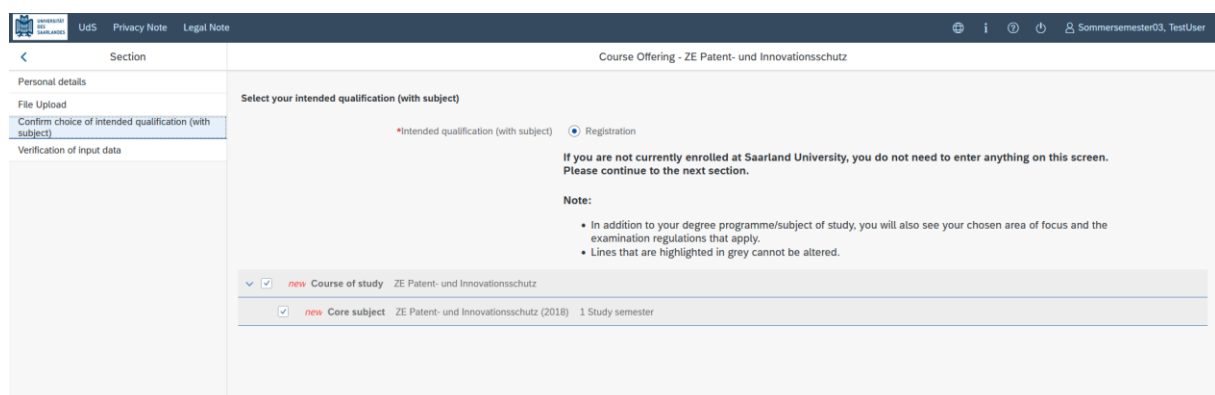 UNIVERSITÄT
DES
SAARLANDES
UdS Privacy Note Legal Note
Sommersemester03, TestUser
Section
Course Offering - ZE Patent- und Innovationsschutz
Personal details
File Upload
Confirm choice of intended qualification (with
subject)
Verification of input data
Select your intended qualification (with subject)
*Intended qualification (with subject) Registration
If you are not currently enrolled at Saarland University, you do not need to enter anything on this screen.
Please continue to the next section.
Note:
• In addition to your degree programme/subject of study, you will also see your chosen area of focus and the
examination regulations that apply.
• Lines that are highlighted in grey cannot be altered.
new Course of study ZE Patent- und Innovationsschutz
new Core subject ZE Patent- und Innovationsschutz (2018) 1 Study semester